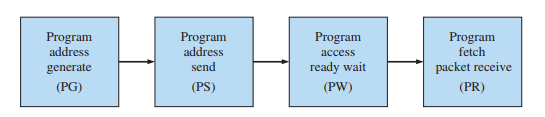 Program
address
generate
(PG)
Program
address
send
(PS)
Program
access
ready wait
(PW)
Program
fetch
packet receive
(PR)